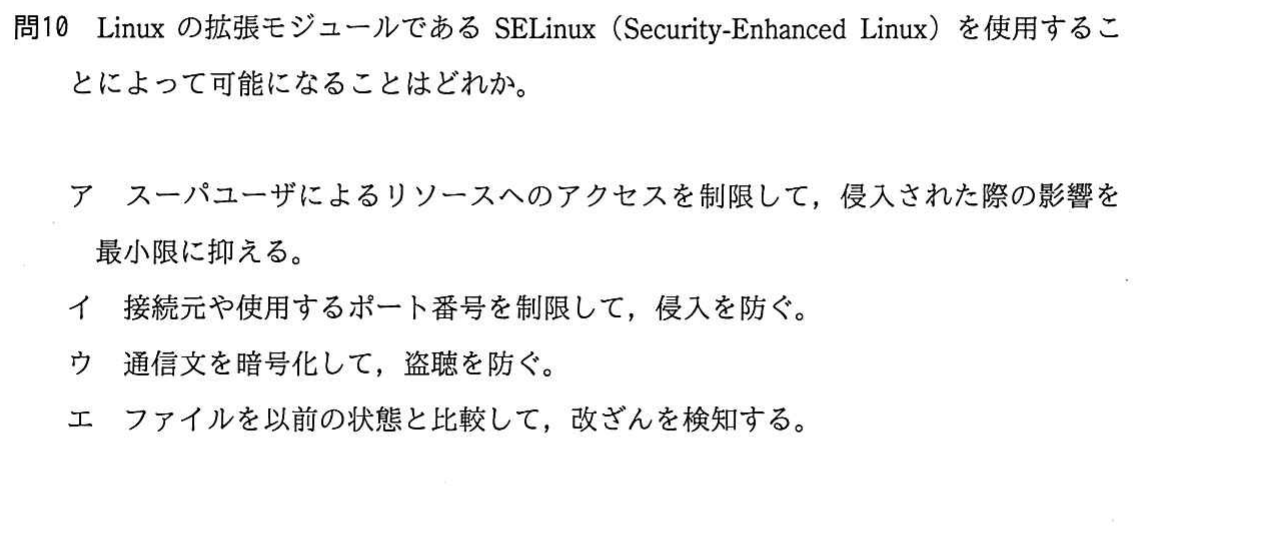 問10 Linux の拡張モジュールである SELinux（Security-Enhanced Linux）を使用するこ
とによって可能になることはどれか。
ア スーパユーザによるリソースへのアクセスを制限して，侵入された際の影響を
最小限に抑える。
イ 接続元や使用するポート番号を制限して，侵入を防ぐ。
ウ 通信文を暗号化して，盗聴を防ぐ。
エ ファイルを以前の状態と比較して，改ざんを検知する。